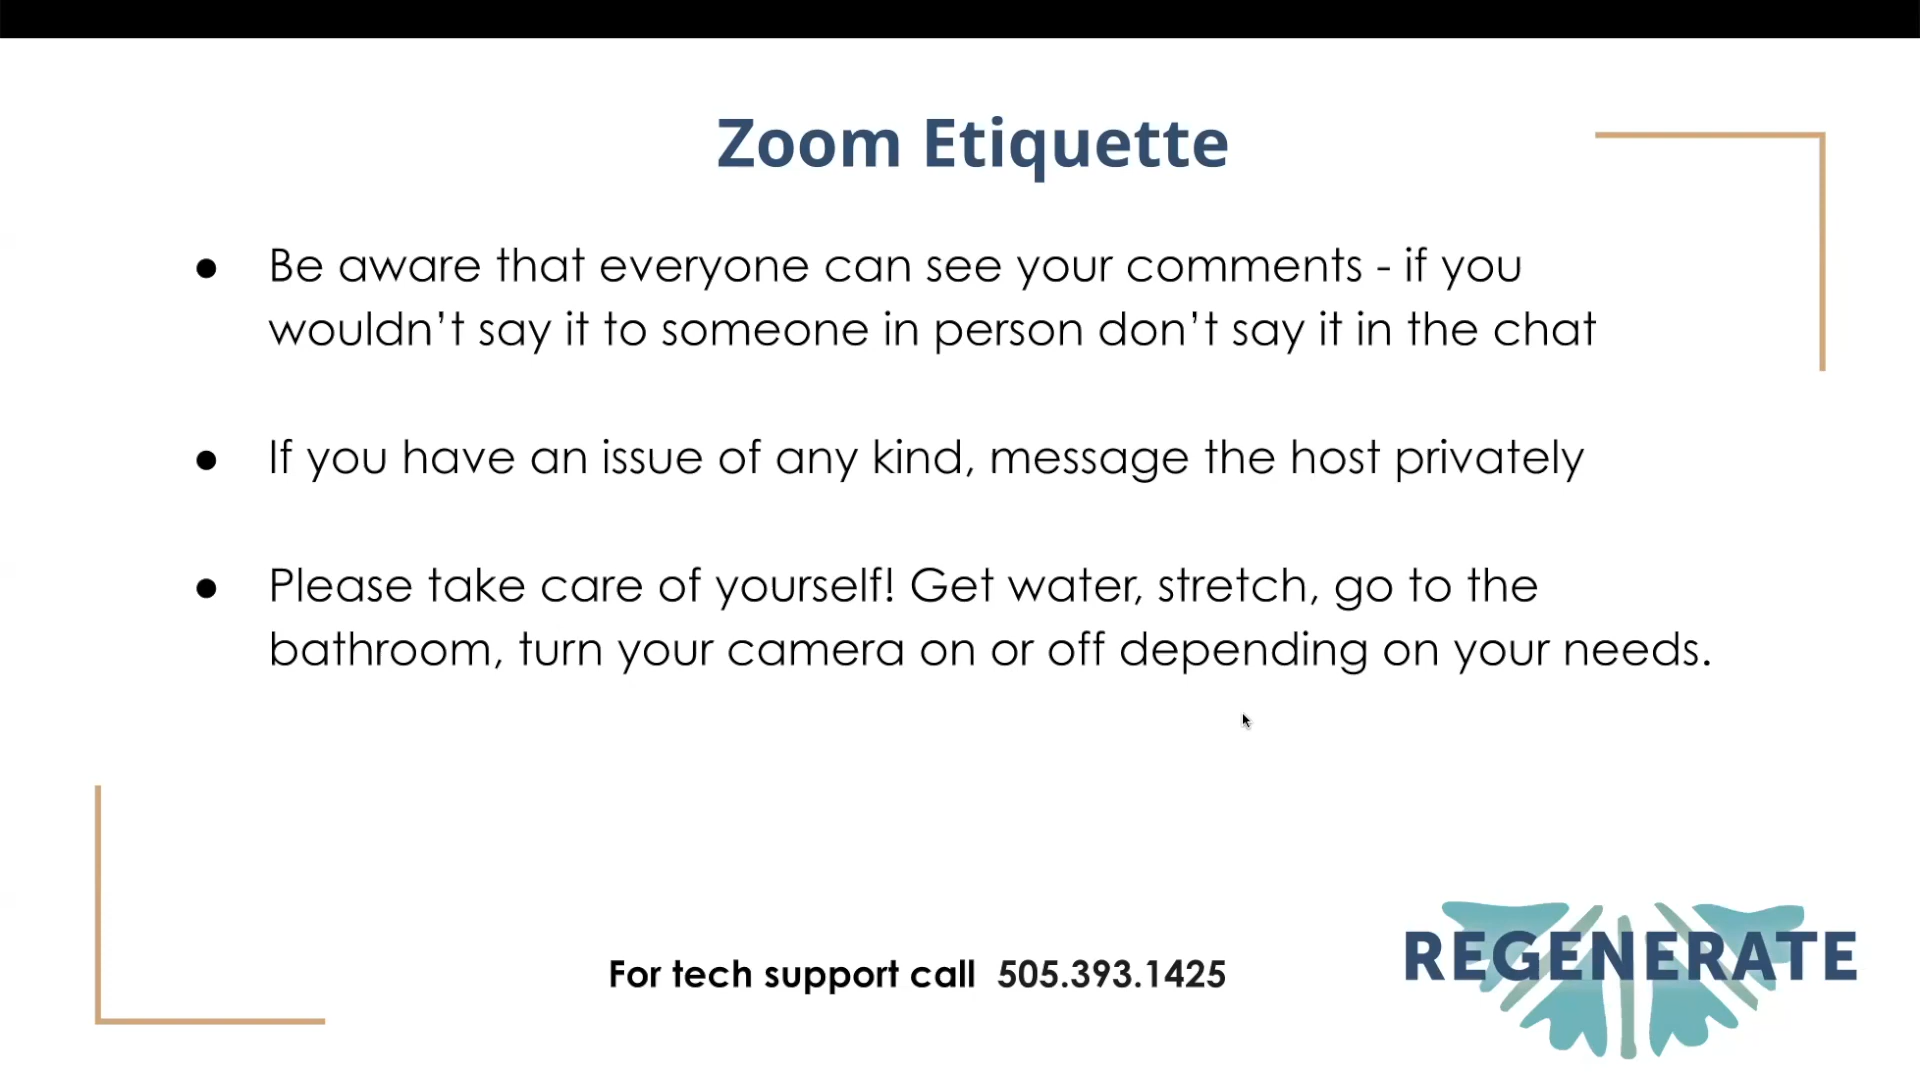 Zoom Etiquette
● Be aware that everyone can see your comments - if you
wouldn’t say it to someone in person don’t say it in the chat
● If you have an issue of any kind, message the host privately
● Please take care of yourself! Get water, stretch, go to the
bathroom, turn your camera on or off depending on your needs.
For tech support call 505.393.1425
REGENERATE